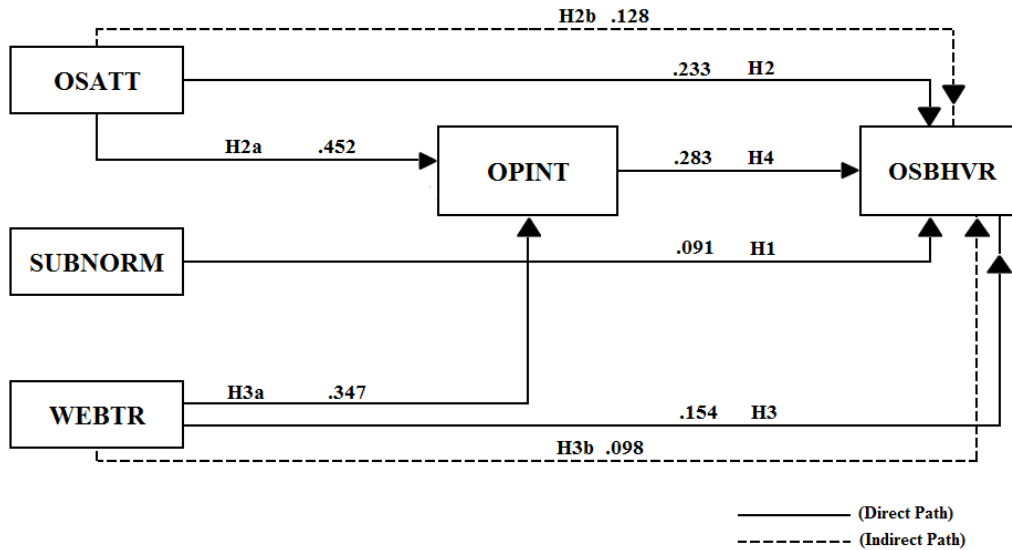 H2b .128
OSATT
.233 H2
H2a .452
OPINT
.283 H4
OSBHVR
SUBNORM
.091 H1
WEBTR
H3a .347
.154 H3
H3b .098
(Direct Path)
(Indirect Path)